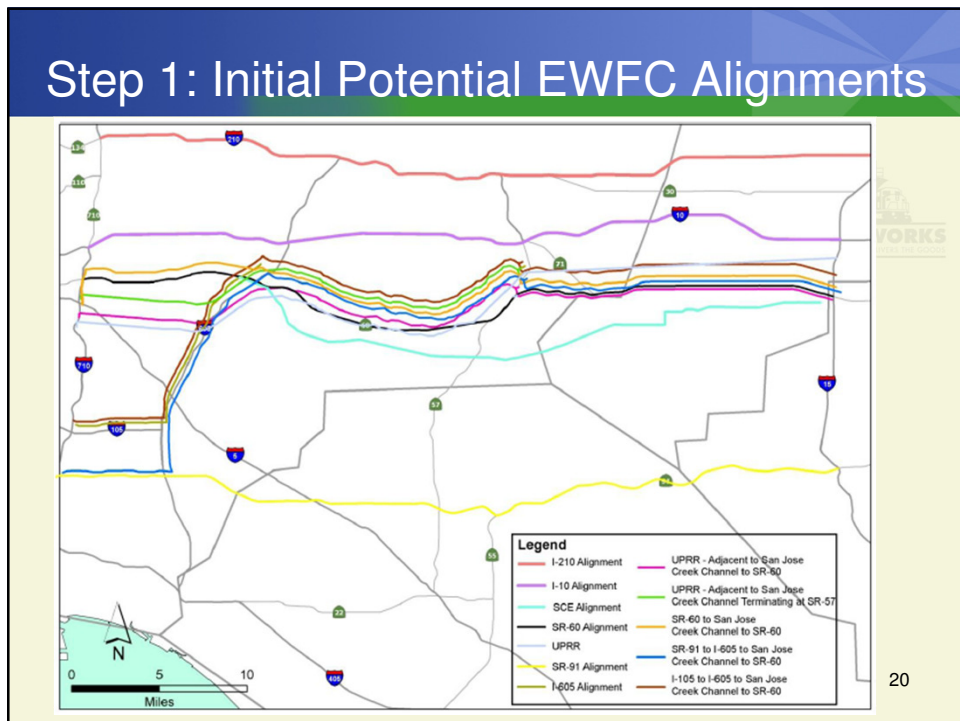 Step 1: Initial Potential EWFC Alignments
134
210
110
710
30
10
WORKS
71
60
710
57
15
105
5
91
55
22
405
N
0 5 10
Miles
Legend
I-210 Alignment
I-10 Alignment
SCE Alignment
SR-60 Alignment
UPRR
SR-91 Alignment
I-605 Alignment
UPRR - Adjacent to San Jose
Creek Channel to SR-60
UPRR - Adjacent to San Jose
Creek Channel Terminating at SR-57
SR-60 to San Jose
Creek Channel to SR-60
SR-91 to I-605 to San Jose
Creek Channel to SR-60
I-105 to I-605 to San Jose
Creek Channel to SR-60
20